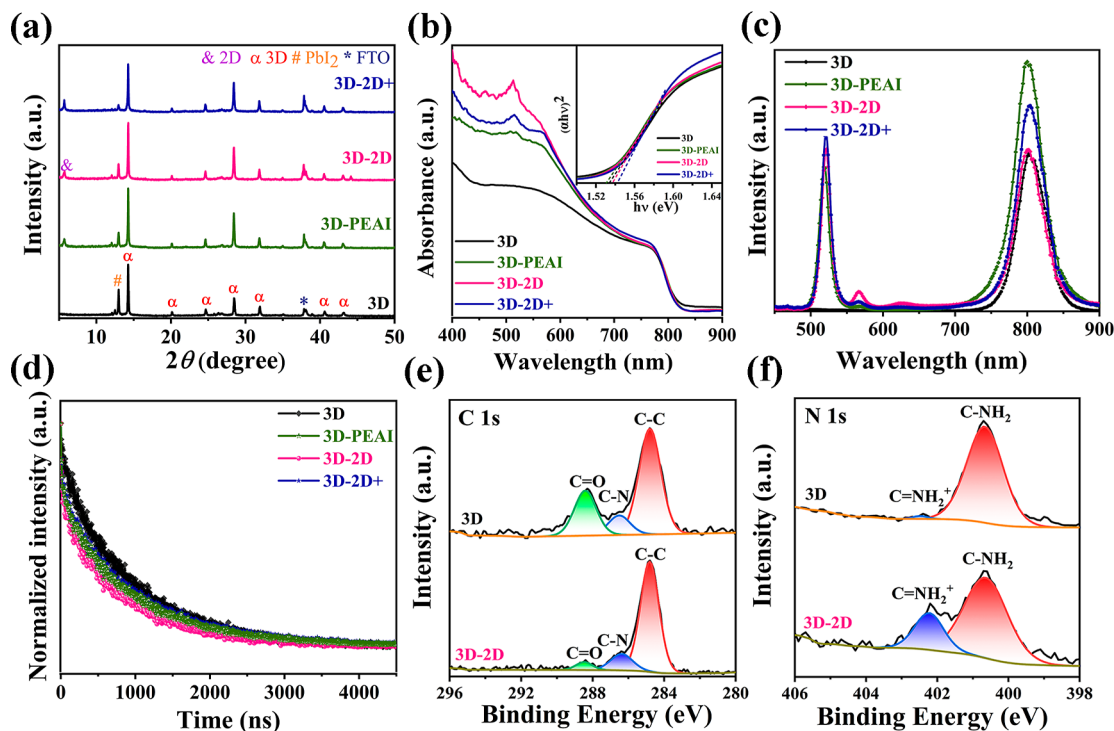 (a)
Intensity (a.u.)
& 2D α 3D # PbI2 * FTO
3D-2D+
3D-2D
&
3D-PEAI
α
#
α α α α * α α
3D
10 20 30 40 50
2θ (degree)
(b)
Absorbance (a.u.)
(αhν)2
3D
3D-PEAI
3D-2D
3D-2D+
1.52 1.56 1.60 1.64
hν (eV)
3D
3D-PEAI
3D-2D
3D-2D+
400 500 600 700 800 900
Wavelength (nm)
(c)
Intensity (a.u.)
3D
3D-PEAI
3D-2D
3D-2D+
500 600 700 800 900
Wavelength (nm)
(d)
Normalized intensity (a.u.)
3D
3D-PEAI
3D-2D
3D-2D+
0 1000 2000 3000 4000
Time (ns)
(e)
Intensity (a.u.)
C 1s
C-C
C=O
C-N
3D
C-C
C-N
C=O
3D-2D
296 292 288 284 280
Binding Energy (eV)
(f)
Intensity (a.u.)
N 1s
C-NH2
C=NH2+
3D
C-NH2
C=NH2+
3D-2D
406 404 402 400 398
Binding Energy (eV)